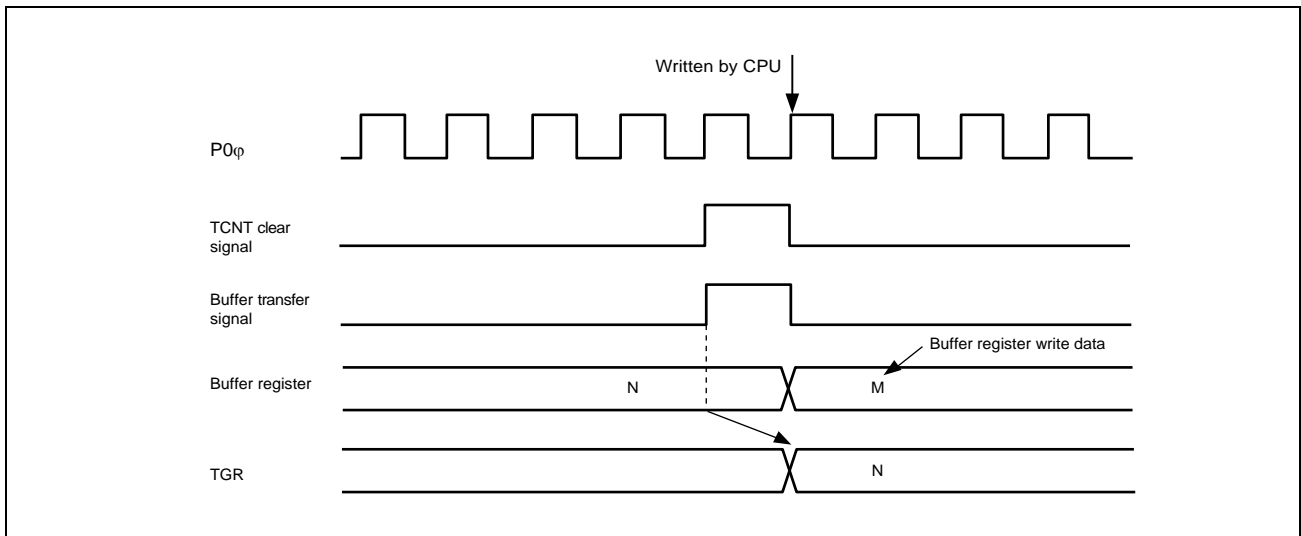 Written by CPU
P0φ
TCNT clear
signal
Buffer transfer
signal
Buffer register write data
Buffer register
N
M
TGR
N